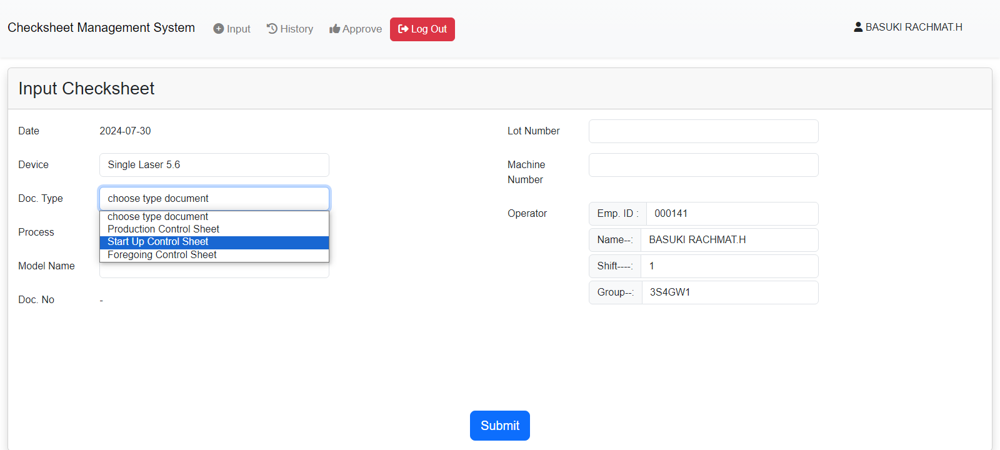 Checksheet Management System Input History Approve Log Out BASUKI RACHMAT.H
Input Checksheet
Date 2024-07-30
Device Single Laser 5.6
Doc. Type choose type document
choose type document
Production Control Sheet
Start Up Control Sheet
Foregoing Control Sheet
Process
Model Name
Doc. No -
Lot Number
Machine
Number
Operator Emp. ID : 000141
Name--: BASUKI RACHMAT.H
Shift----: 1
Group--: 3S4GW1
Submit